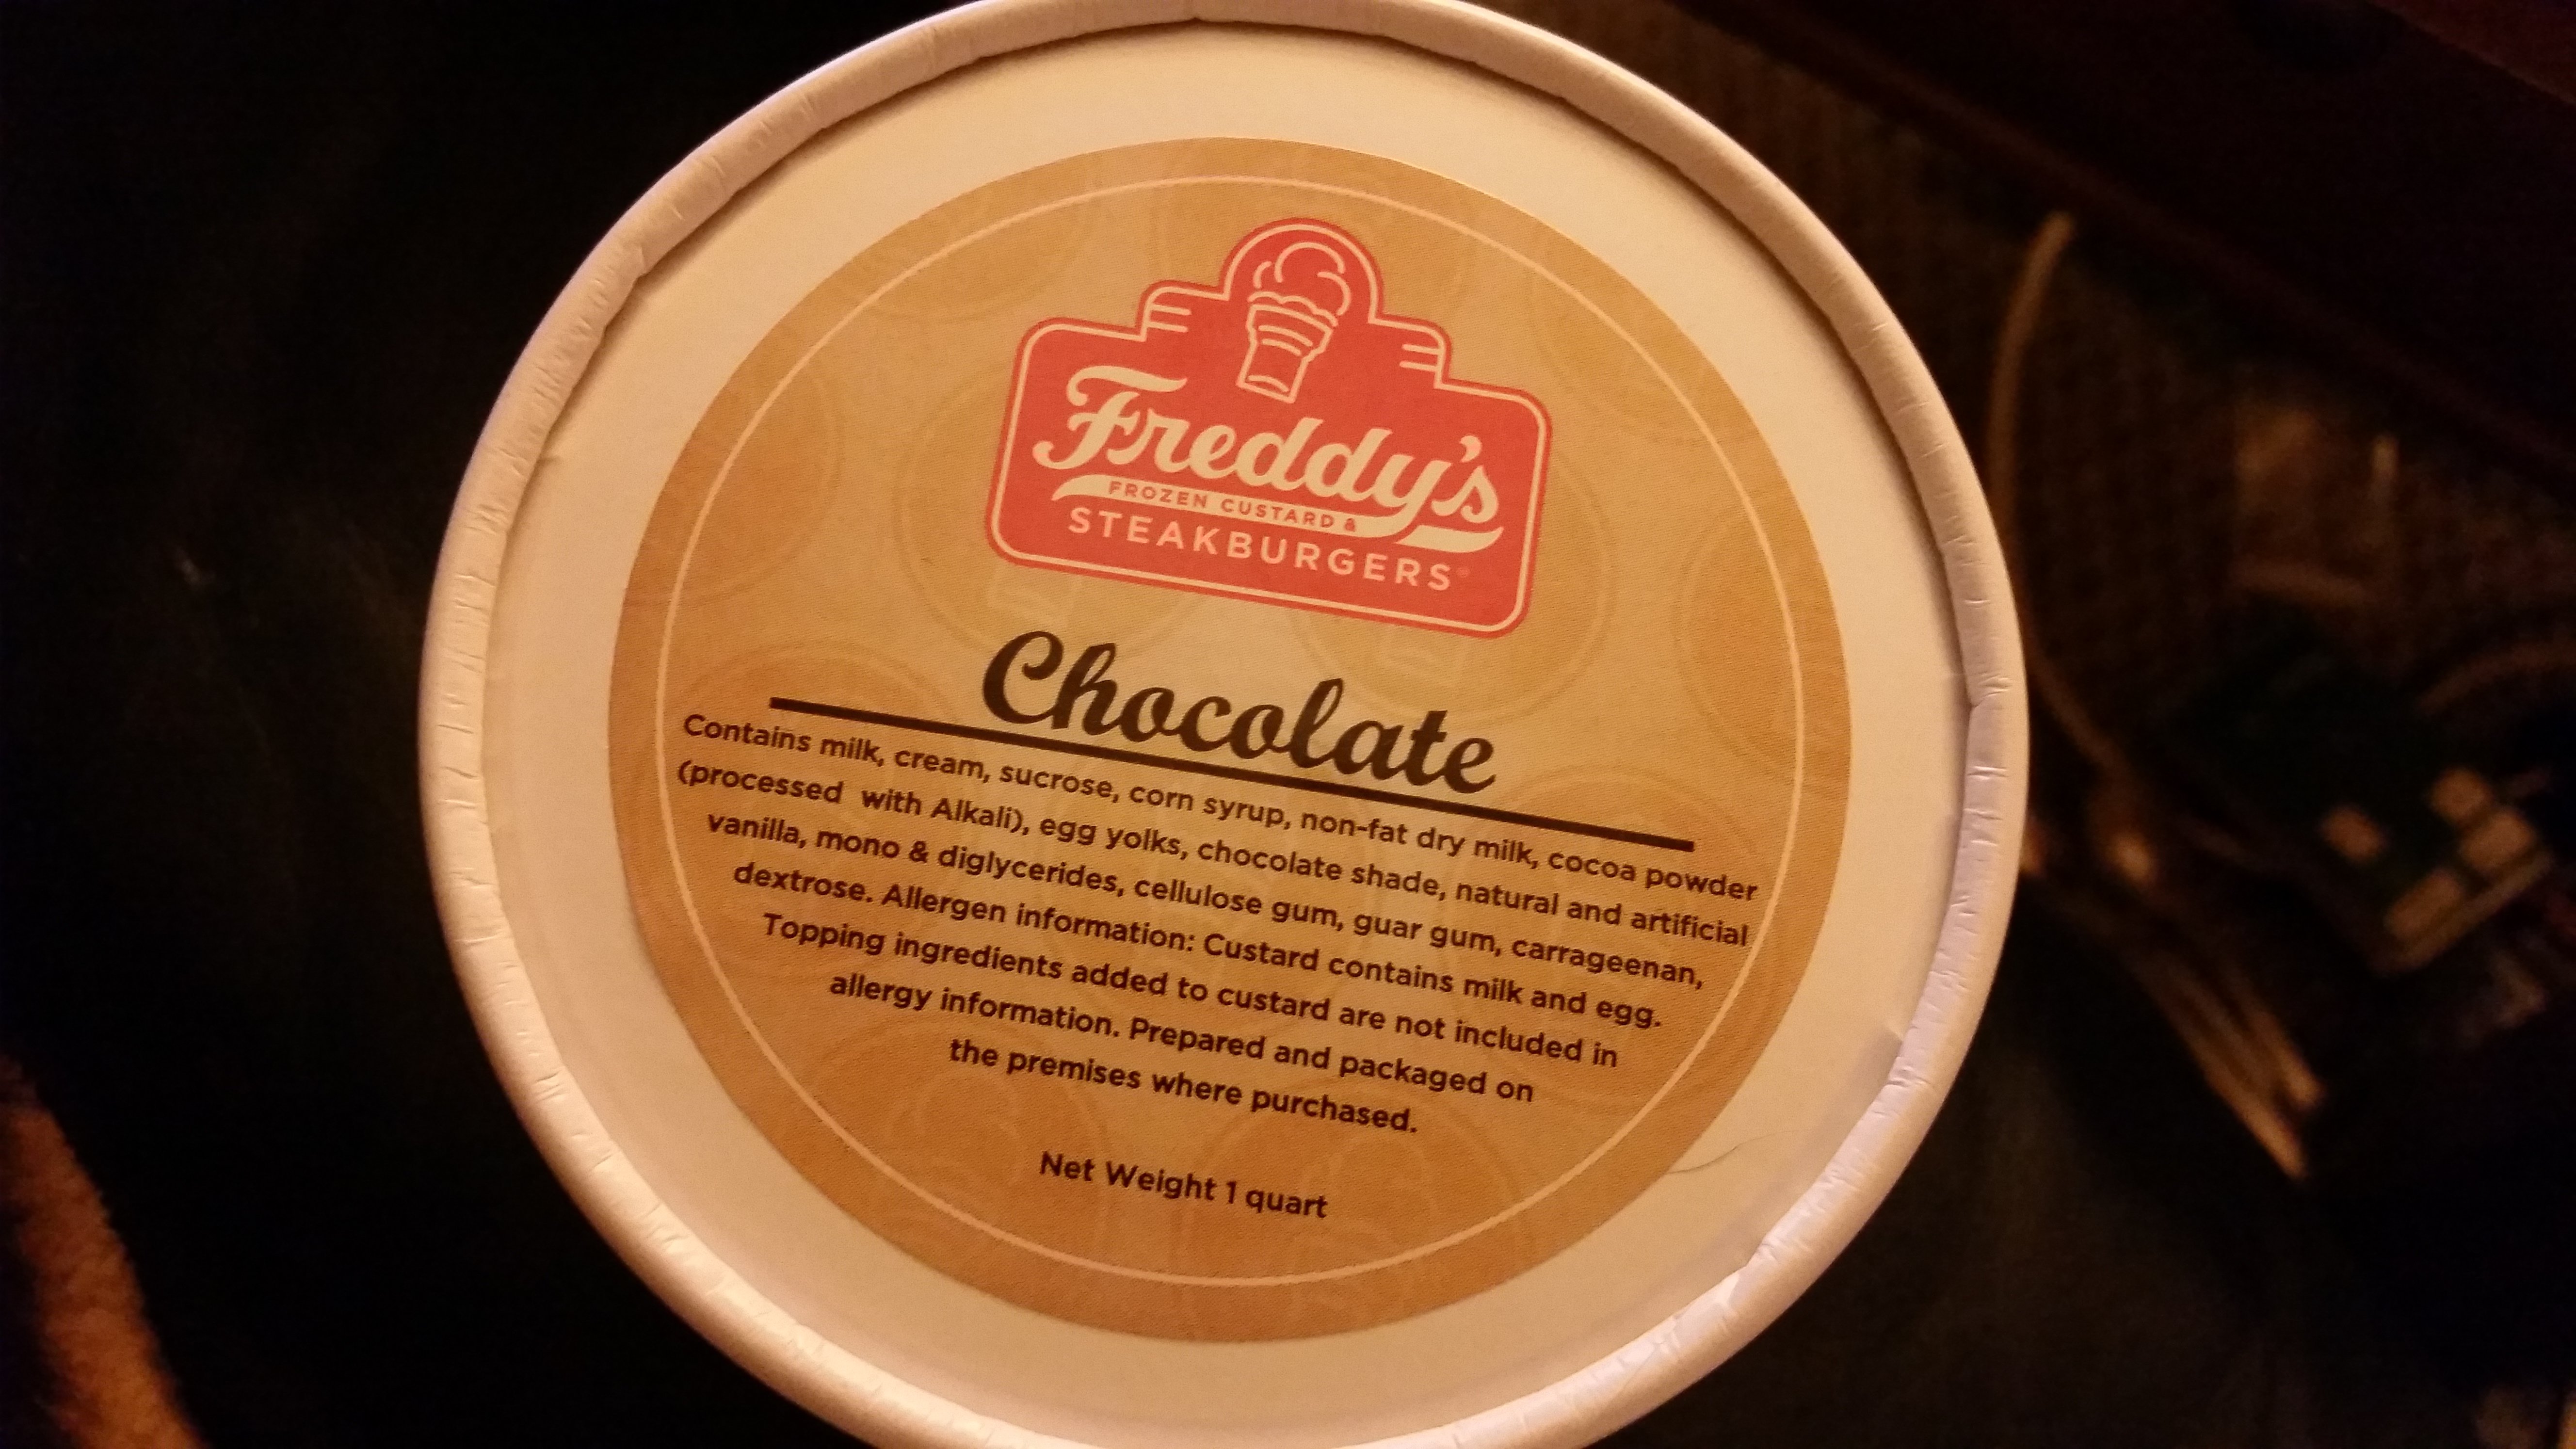 Freddy's
FROZEN CUSTARD &
STEAKBURGERS®
Chocolate
Contains milk, cream, sucrose, corn syrup, non-fat dry milk, cocoa powder
(processed with Alkali), egg yolks, chocolate shade, natural and artificial
vanilla, mono & diglycerides, cellulose gum, guar gum, carrageenan,
dextrose. Allergen information: Custard contains milk and egg.
Topping ingredients added to custard are not included in
allergy information. Prepared and packaged on
the premises where purchased.
Net Weight 1 quart